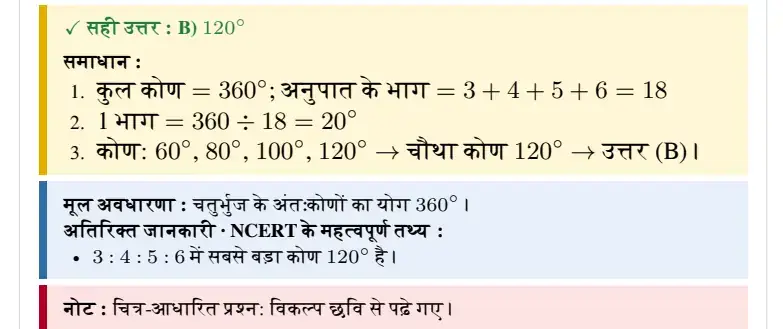 ✓ सही उत्तर : B) 120°
समाधान :
1. कुल कोण = 360°; अनुपात के भाग = 3 + 4 + 5 + 6 = 18
2. 1 भाग = 360 ÷ 18 = 20°
3. कोण: 60°, 80°, 100°, 120° → चौथा कोण 120° → उत्तर (B)।
मूल अवधारणा : चतुर्भुज के अंतःकोणों का योग 360° ।
अतिरिक्त जानकारी · NCERT के महत्वपूर्ण तथ्य :
• 3 : 4 : 5 : 6 में सबसे बड़ा कोण 120° है।
नोट : चित्र-आधारित प्रश्न: विकल्प छवि से पढ़े गए।